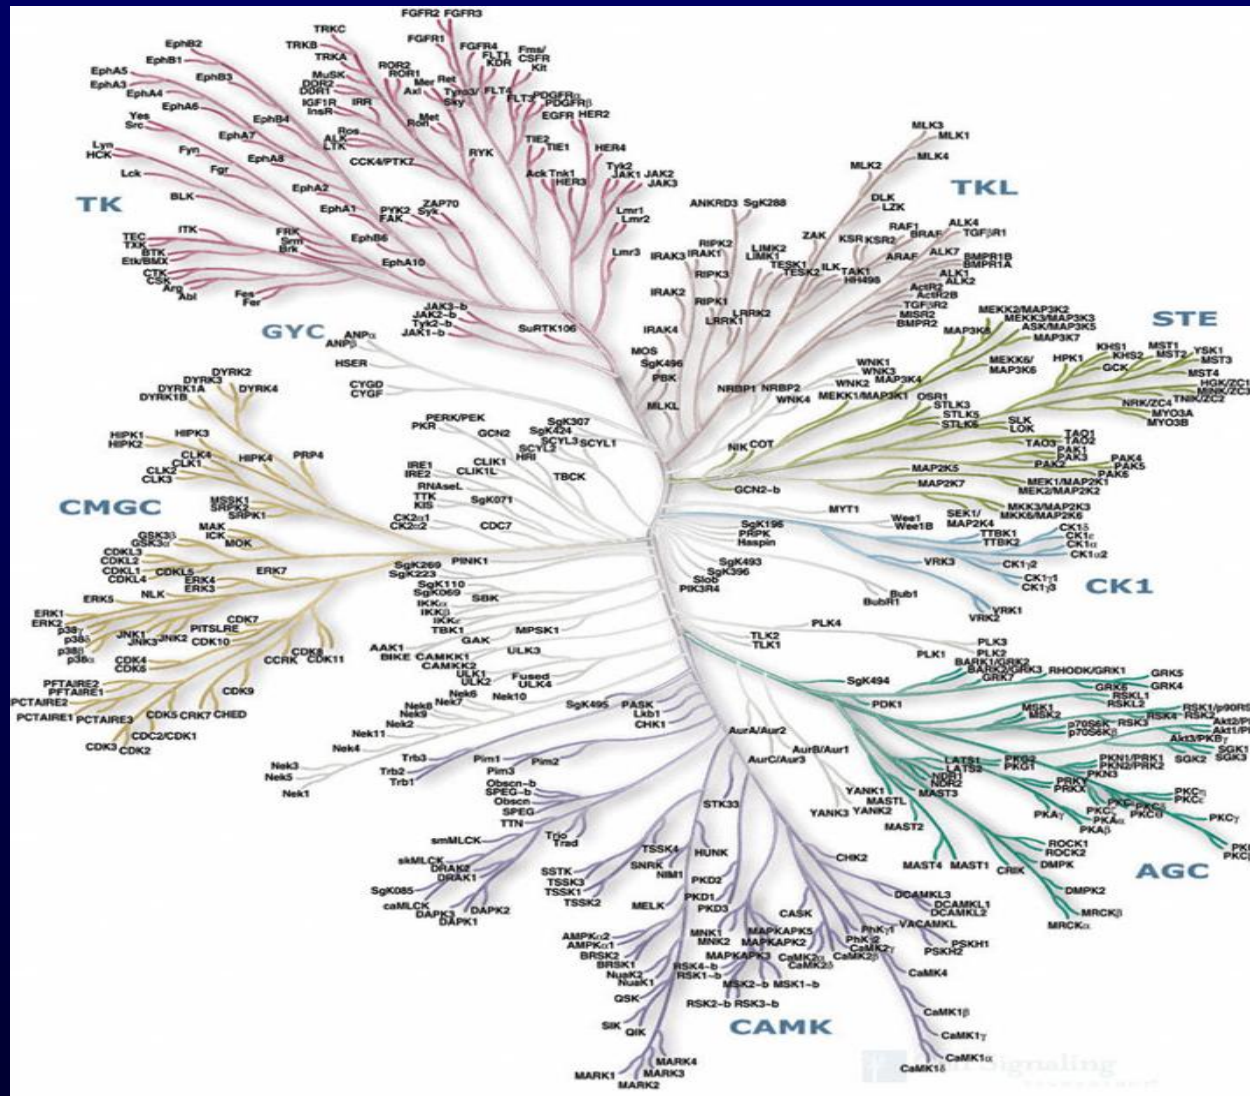 FGFR2 FGFR3
TRKC
FGFR1
TRKB
TRKA
FGFR4
FLT1
KDR
Fms/
CSFR
Kit
EphB2
EphB1
EphA5
EphA3
EphB3
EphA4
EphA6
MuSK
DDR2
DDR1
ROR2
ROR1
Mer
Axl
Ret
Tyro3/
Sky
FLT4
FLT3
PDGFRα
PDGFRβ
IGF1R
InsR
IRR
EGFR
HER2
EphB4
Yes
Src
Met
Ron
Ros
ALK
LTK
EphA7
TIE2
TIE1
HER4
Lyn
HCK
Fyn
EphA8
CCK4/PTK7
RYK
Lck
Fgr
Ack
Tnk1
HER3
Tyk2
JAK1
JAK2
JAK3
TK
BLK
EphA2
EphA1
PYK2
FAK
ZAP70
Syk
Lmr1
Lmr2
TEC
TXK
BTK
Etk/BMX
ITK
FRK
Srm
Brk
EphB6
Lmr3
CTK
CSK
Arg
Abl
EphA10
Fes
Fer
JAK3~b
JAK2~b
Tyk2~b
JAK1~b
SuRTK106
MLK3
MLK1
MLK4
MLK2
TKL
ANKRD3
SgK288
DLK
LZK
ZAK
RIPK2
IRAK3
IRAK1
LIMK2
LIMK1
KSR
KSR2
RAF1
BRAF
ARAF
ALK4
TGFβR1
RIPK3
TESK1
TESK2
ILK
TAK1
HH498
ALK7
BMPR1B
BMPR1A
IRAK2
ALK1
ALK2
RIPK1
LRRK2
LRRK1
ActR2
ActR2B
TGFβR2
MISR2
BMPR2
IRAK4
MOS
SgK496
PBK
MLKL
NRBP1
NRBP2
WNK1
WNK3
WNK2
WNK4
MEKK2/MAP3K2
MEKK3/MAP3K3
ASK/MAP3K5
MAP3K8
MAP3K7
STE
MEKK6/
MAP3K6
MAP3K4
MEKK1/MAP3K1
KHS1
KHS2
HPK1
GCK
MST1
MST2
YSK1
MST3
MST4
HGK/ZC1
MINK/ZC3
TNIK/ZC2
NRK/ZC4
MYO3A
MYO3B
OSR1
STLK3
STLK5
STLK6
SLK
LOK
TAO1
TAO2
TAO3
NIK
COT
PAK1
PAK3
PAK2
PAK4
PAK5
PAK6
MAP2K5
MAP2K7
MEK1/MAP2K1
MEK2/MAP2K2
GCN2~b
MKK3/MAP2K3
MKK6/MAP2K6
SEK1/
MAP2K4
GYC
ANPα
ANPβ
HSER
CYGD
CYGF
DYRK2
DYRK3
DYRK1A
DYRK1B
DYRK4
PERK/PEK
PKR
GCN2
SgK307
SgK424
SCYL3
SCYL2
SCYL1
HRI
HIPK1
HIPK2
HIPK3
HIPK4
PRP4
CLK4
CLK1
CLK2
CLK3
IRE1
IRE2
CLIK1
CLIK1L
TBCK
RNAseL
TTK
KIS
SgK071
CMGC
MSSK1
SRPK2
SRPK1
CK2α1
CK2α2
CDC7
MAK
ICK
GSK3β
GSK3α
MOK
CDKL3
CDKL2
CDKL1
CDKL4
CDKL5
ERK7
ERK4
ERK3
NLK
ERK5
PINK1
SgK269
SgK223
SgK110
SgK069
SBK
ERK1
ERK2
p38γ
p38δ
p38β
p38α
JNK1
JNK3
JNK2
CDK7
PITSLRE
CDK10
IKKα
IKKβ
IKKε
TBK1
MPSK1
GAK
CDK4
CDK6
CCRK
CDK8
CDK11
AAK1
BIKE
CAMKK1
CAMKK2
ULK3
ULK1
ULK2
Fused
ULK4
PFTAIRE2
PFTAIRE1
PCTAIRE2
PCTAIRE1
PCTAIRE3
CDK9
CDK5
CRK7
CHED
CDC2/CDK1
CDK3
CDK2
Nek6
Nek7
Nek10
Nek8
Nek9
Nek2
Nek11
Nek4
Nek3
Nek5
Nek1
MYT1
Wee1
Wee1B
SgK196
PRPK
Haspin
TTBK1
TTBK2
CK1δ
CK1ε
CK1α
CK1α2
SgK493
SgK396
Slob
PIK3R4
VRK3
CK1γ2
CK1γ1
CK1γ3
CK1
Bub1
BubR1
VRK1
VRK2
PLK4
TLK2
TLK1
PLK3
PLK2
PLK1
SgK494
BARK1/GRK2
BARK2/GRK3
RHODK/GRK1
GRK5
GRK7
GRK6
GRK4
RSKL1
RSKL2
PDK1
MSK1
MSK2
p70S6K
p70S6Kβ
RSK4
RSK3
RSK2
RSK1/p90RS
Akt2/P
Akt1/P
Akt3/PKBγ
SGK1
SGK2
SGK3
LATS1
LATS2
NDR1
NDR2
MAST3
PKG2
PKG1
PKN1/PRK1
PKN2/PRK2
PKN3
PRKY
PRKX
YANK1
YANK2
YANK3
MASTL
MAST2
MAST4
MAST1
PKAγ
PKAα
PKAβ
PKCζ
PKCδ
PKCθ
PKCη
PKCε
PKCγ
ROCK1
ROCK2
DMPK
CRIK
DMPK2
MRCKβ
MRCKα
AGC
SgK495
PASK
Lkb1
CHK1
AurA/Aur2
AurB/Aur1
AurC/Aur3
Trb3
Trb2
Trb1
Pim1
Pim2
Pim3
Obscn~b
SPEG~b
Obscn
SPEG
TTN
STK33
smMLCK
Trio
Trad
skMLCK
DRAK2
DRAK1
SgK085
caMLCK
DAPK3
DAPK2
DAPK1
TSSK4
SNRK
NIM1
HUNK
SSTK
TSSK3
TSSK1
TSSK2
CHK2
PKD2
PKD1
PKD3
MELK
CASK
DCAMKL3
DCAMKL1
DCAMKL2
VACAMKL
PhKγ1
PhKγ2
PSKH1
PSKH2
MNK1
MNK2
MAPKAPK5
MAPKAPK2
MAPKAPK3
AMPKα2
AMPKα1
BRSK2
BRSK1
NuaK2
NuaK1
CaMK2γ
CaMK2α
CaMK2β
CaMK2δ
CaMK4
RSK4~b
RSK1~b
MSK2~b
MSK1~b
RSK2~b
RSK3~b
QSK
SIK
QIK
CaMK1β
CaMK1γ
CaMK1α
CaMK1δ
CAMK
MARK4
MARK3
MARK1
MARK2
Signaling